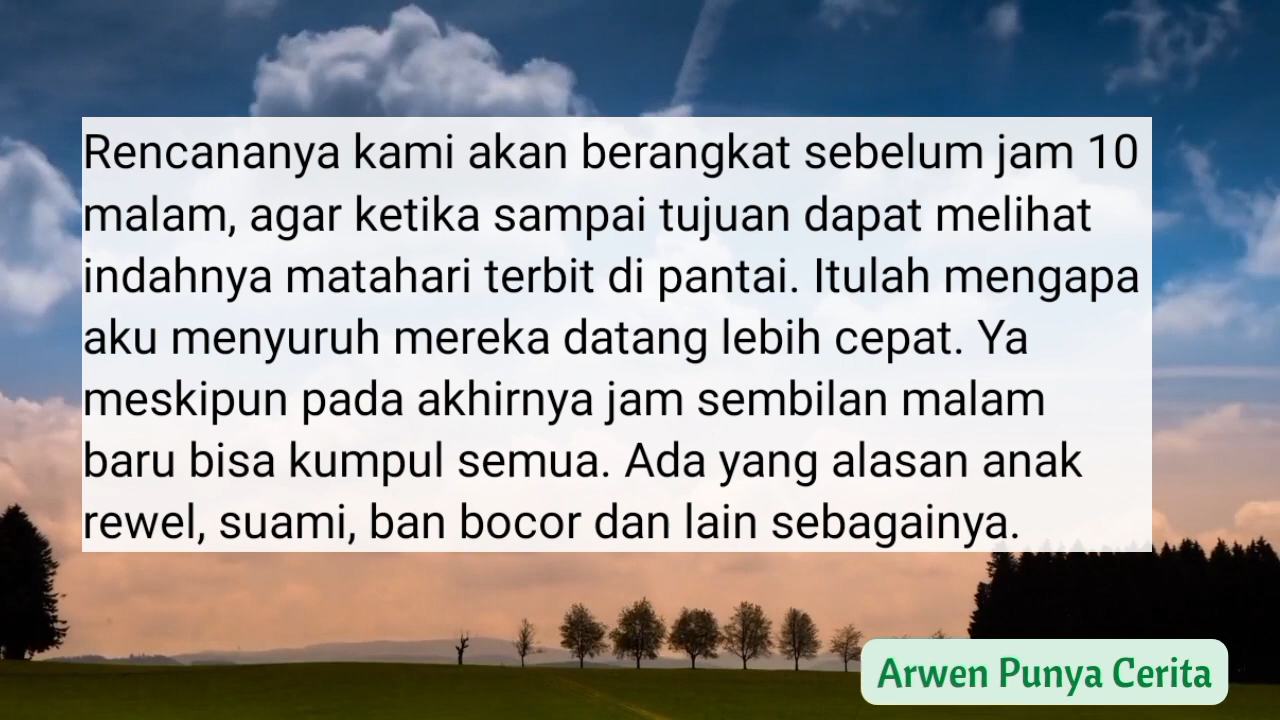 Rencananya kami akan berangkat sebelum jam 10
malam, agar ketika sampai tujuan dapat melihat
indahnya matahari terbit di pantai. Itulah mengapa
aku menyuruh mereka datang lebih cepat. Ya
meskipun pada akhirnya jam sembilan malam
baru bisa kumpul semua. Ada yang alasan anak
rewel, suami, ban bocor dan lain sebagainya.
Arwen Punya Cerita